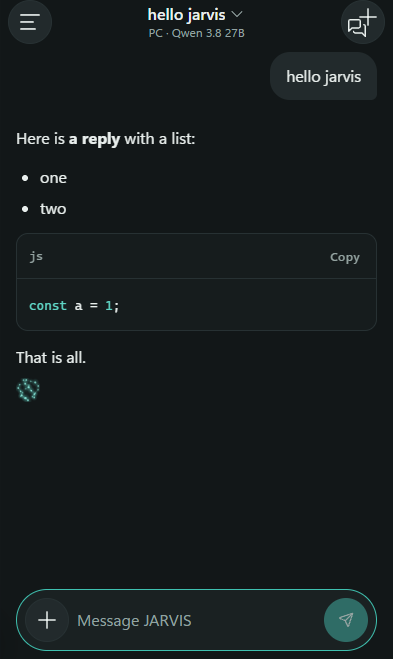 hello jarvis
PC · Qwen 3.8 27B
hello jarvis
Here is a reply with a list:
one
two
js
Copy
const a = 1;
That is all.
Message JARVIS